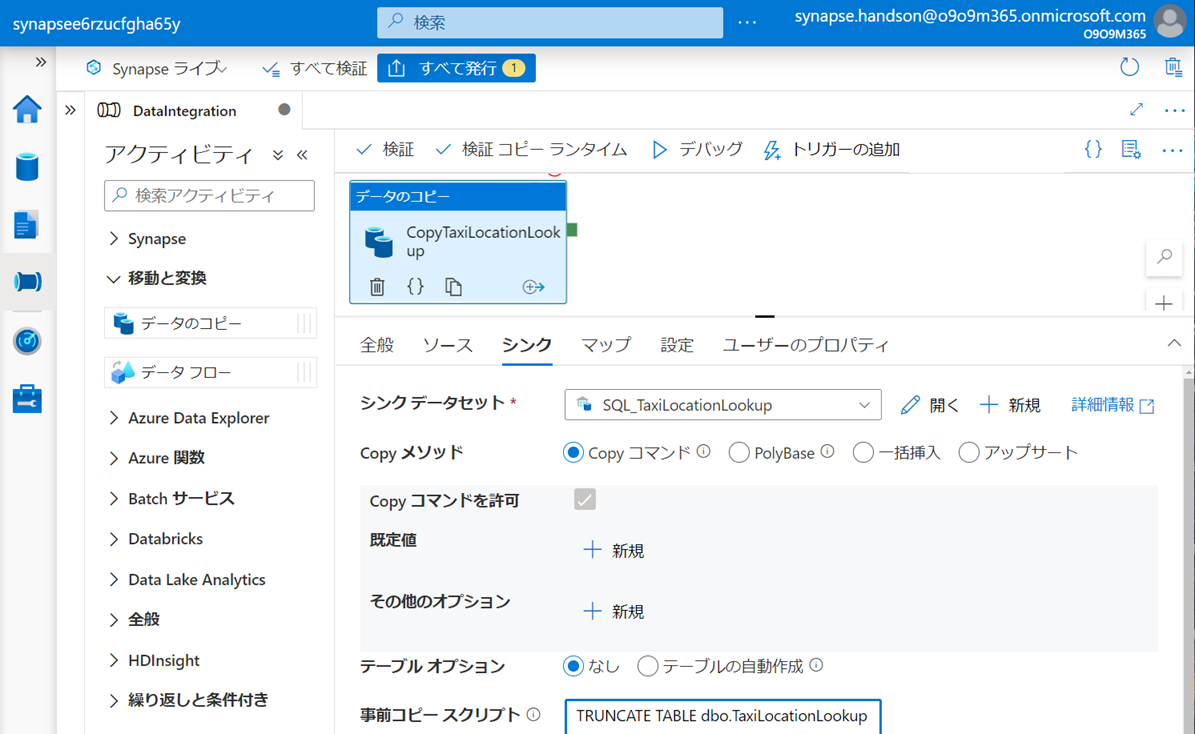 synapsee6rzucfgha65y
検索
synapse.handson@o9o9m365.onmicrosoft.com
O9O9M365
Synapse ライブ
すべて検証
すべて発行 1
DataIntegration
アクティビティ
検索アクティビティ
Synapse
移動と変換
データのコピー
データ フロー
Azure Data Explorer
Azure 関数
Batch サービス
Databricks
Data Lake Analytics
全般
HDInsight
繰り返しと条件付き
検証
検証 コピー ランタイム
デバッグ
トリガーの追加
データのコピー
CopyTaxiLocationLook
up
全般
ソース
シンク
マップ
設定
ユーザーのプロパティ
シンク データセット *
SQL_TaxiLocationLookup
開く
新規
詳細情報
Copy メソッド
Copy コマンド
PolyBase
一括挿入
アップサート
Copy コマンドを許可
既定値
新規
その他のオプション
新規
テーブル オプション
なし
テーブルの自動作成
事前コピー スクリプト
TRUNCATE TABLE dbo.TaxiLocationLookup